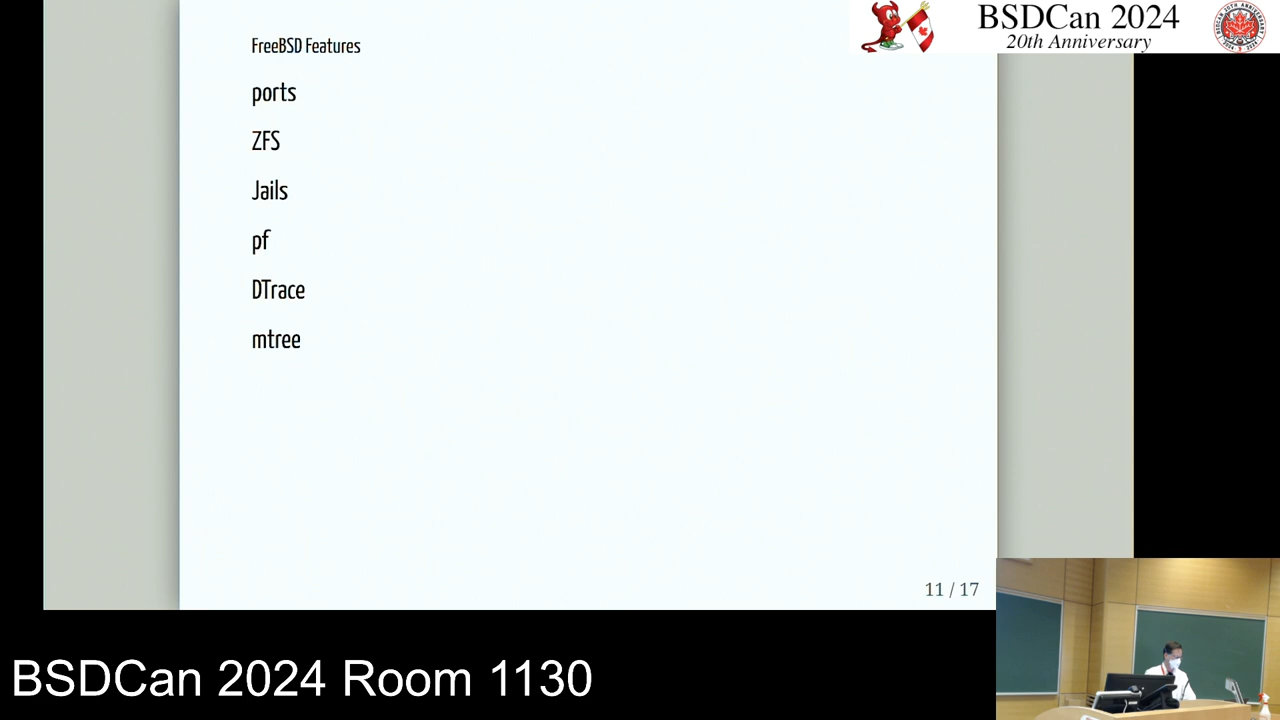 FreeBSD Features
ports
ZFS
Jails
pf
DTrace
mtree
11 / 17
BSDCan 2024
20th Anniversary
BSDCan 2024 Room 1130